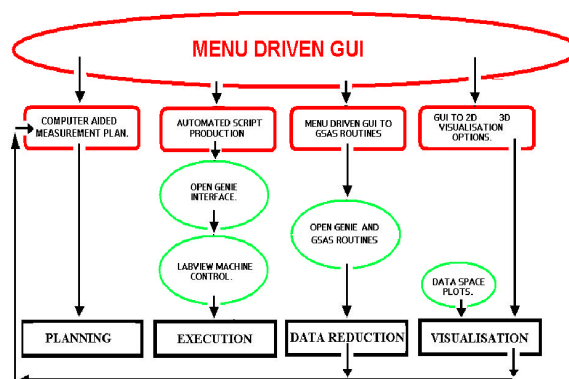 MENU DRIVEN GUI
COMPUTER AIDED
MEASUREMENT PLAN.
AUTOMATED SCRIPT
PRODUCTION
MENU DRIVEN GUI TO
GSAS ROUTINES
GUI TO 2D 3D
VISUALISATION
OPTIONS.
OPEN GENIE
INTERFACE.
OPEN GENIE AND
GSAS ROUTINES
LABVIEW MACHINE
CONTROL.
DATA SPACE
PLOTS.
PLANNING
EXECUTION
DATA REDUCTION
VISUALISATION